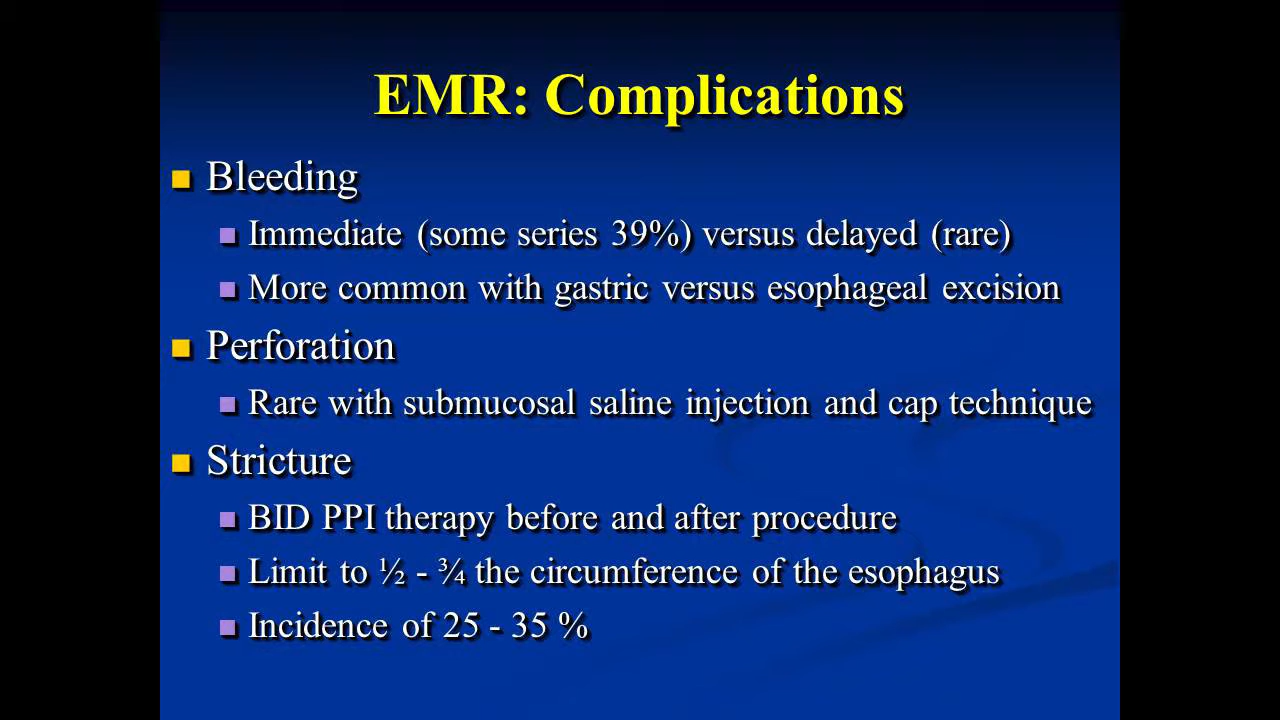 EMR: Complications
Bleeding
Immediate (some series 39%) versus delayed (rare)
More common with gastric versus esophageal excision
Perforation
Rare with submucosal saline injection and cap technique
Stricture
BID PPI therapy before and after procedure
Limit to ½ - ¾ the circumference of the esophagus
Incidence of 25 - 35 %